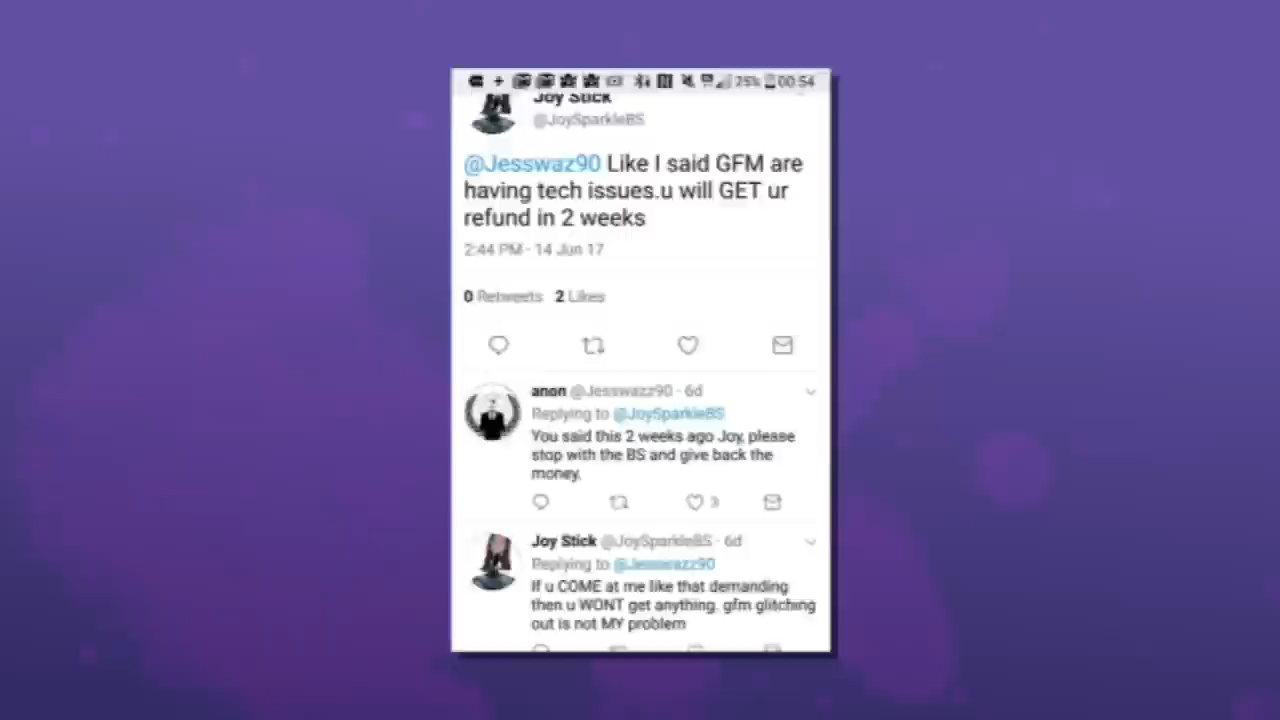 25% 00:54
Joy Stick
@JoySparkleBS
@Jesswaz90 Like I said GFM are
having tech issues.u will GET ur
refund in 2 weeks
2:44 PM - 14 Jun 17
0 Retweets 2 Likes
anon @Jesswazz90 · 6d
Replying to @JoySparkleBS
You said this 2 weeks ago Joy, please
stop with the BS and give back the
money.
3
Joy Stick @JoySparkleBS · 6d
Replying to @Jesswazz90
If u COME at me like that demanding
then u WONT get anything. gfm glitching
out is not MY problem